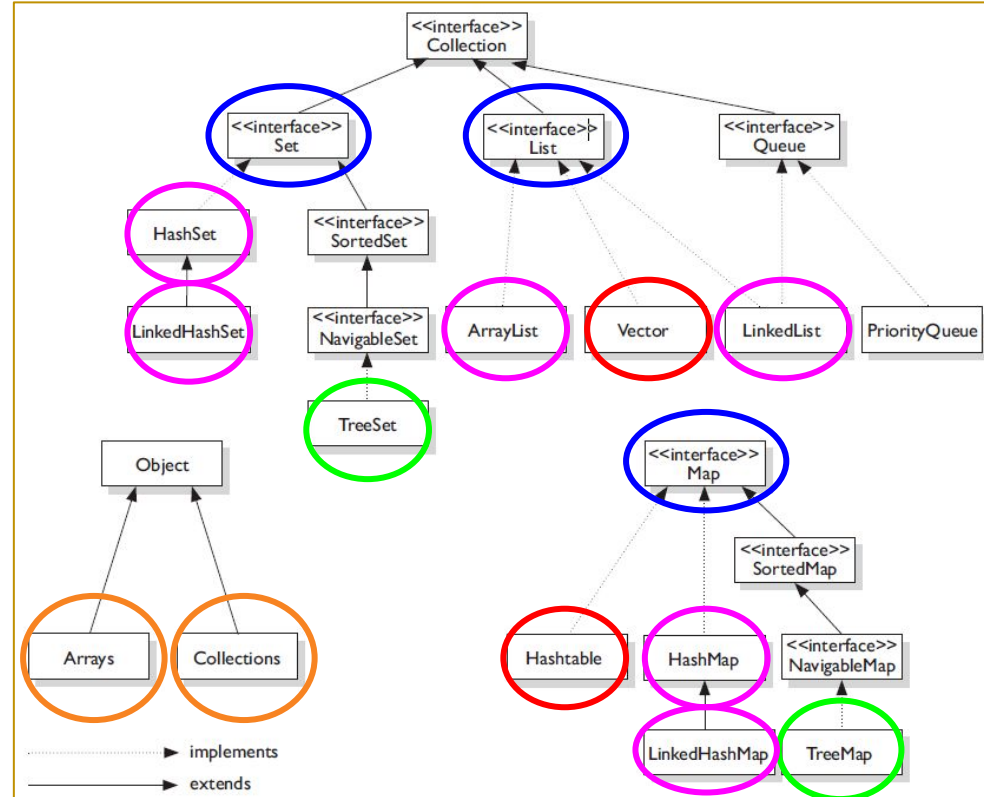 <<interface>>
Collection
<<interface>>
Set
<<interface>>
List
<<interface>>
Queue
HashSet
<<interface>>
SortedSet
LinkedHashSet
<<interface>>
NavigableSet
ArrayList
Vector
LinkedList
PriorityQueue
TreeSet
Object
<<interface>>
Map
<<interface>>
SortedMap
Arrays
Collections
Hashtable
HashMap
<<interface>>
NavigableMap
LinkedHashMap
TreeMap
implements
extends